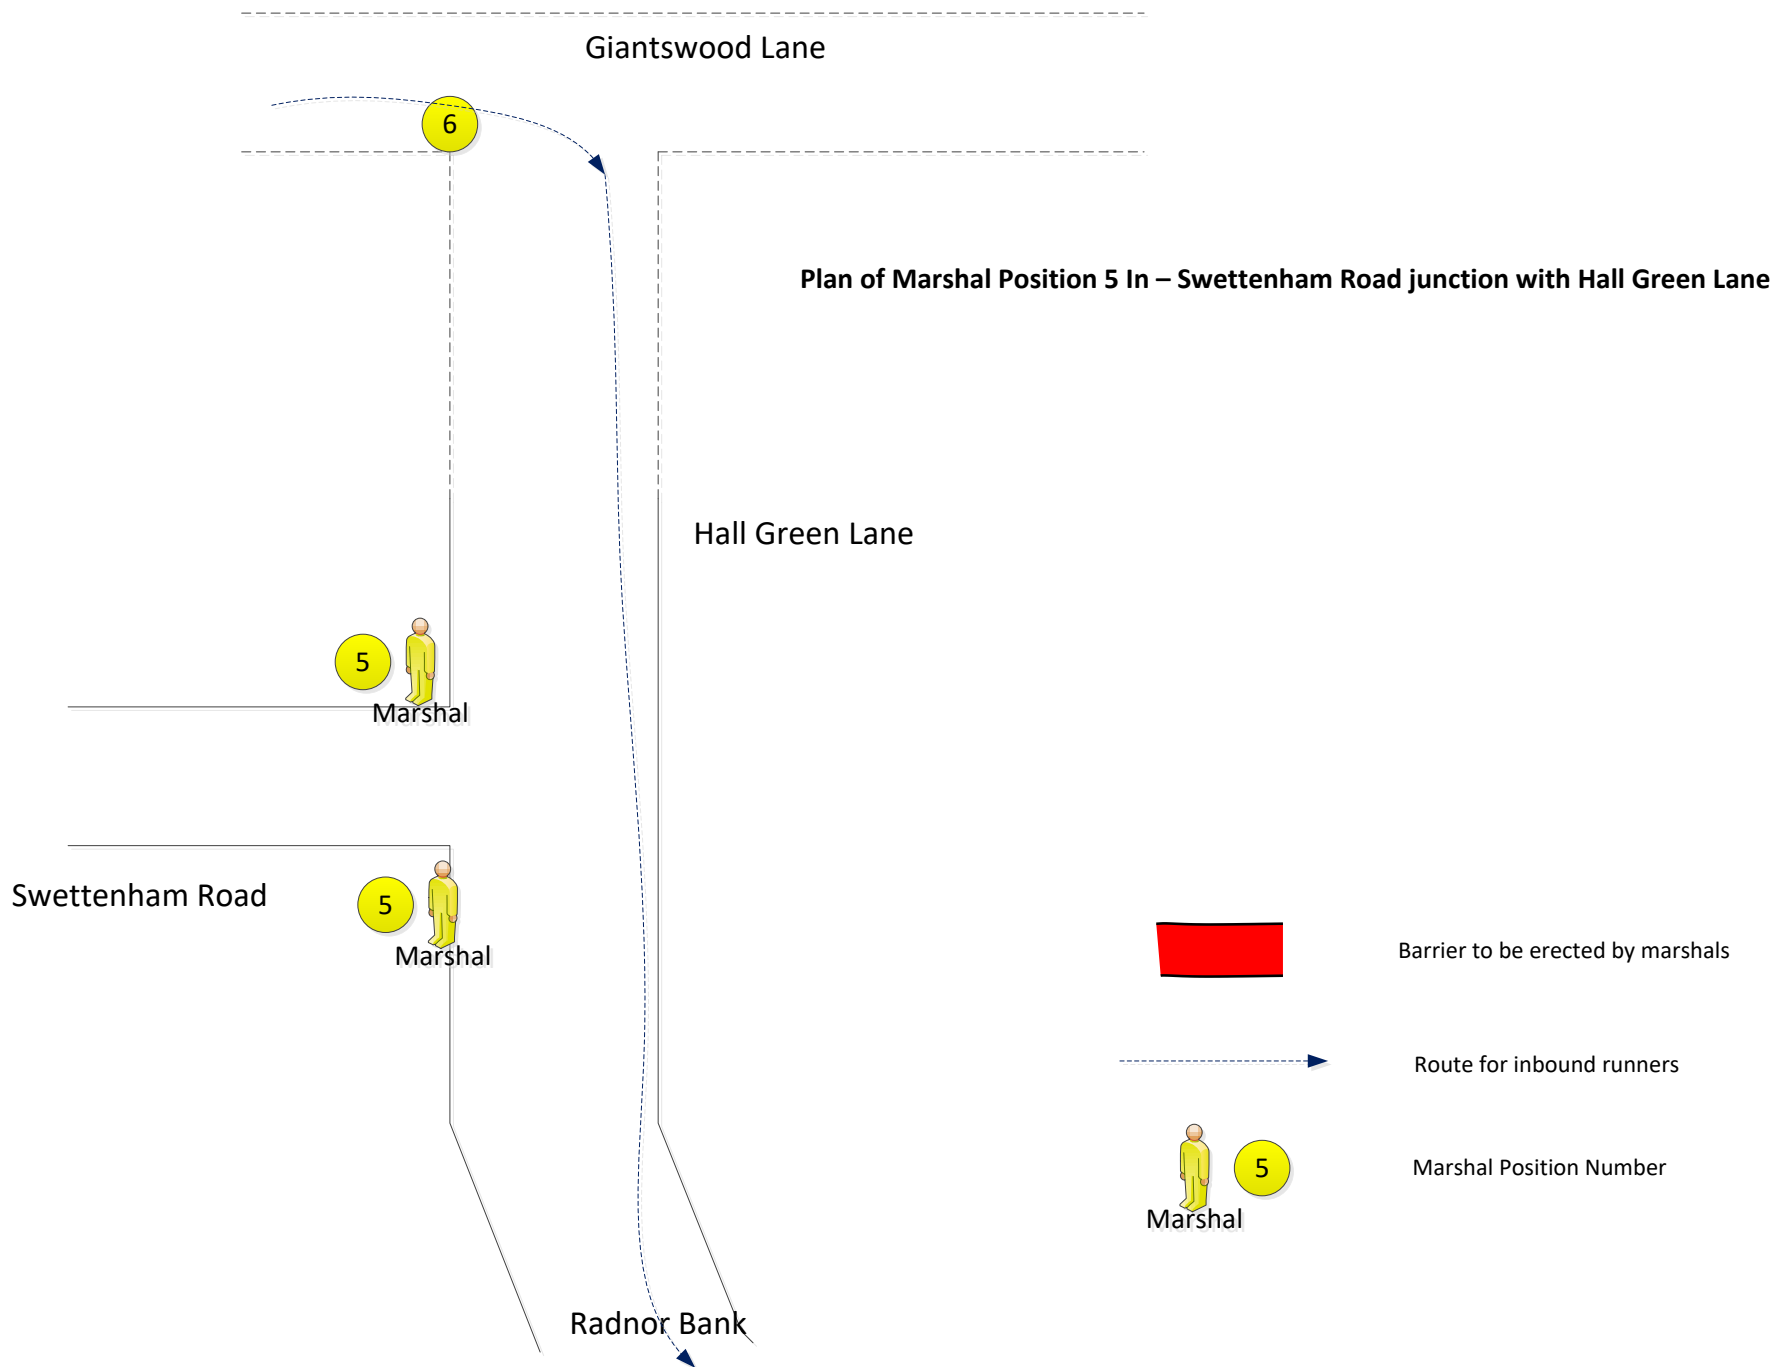 Giantswood Lane
6
Plan of Marshal Position 5 In – Swettenham Road junction with Hall Green Lane
Hall Green Lane
5
Marshal
Swettenham Road
5
Marshal
Barrier to be erected by marshals
Route for inbound runners
5
Marshal Position Number
Marshal
Radnor Bank